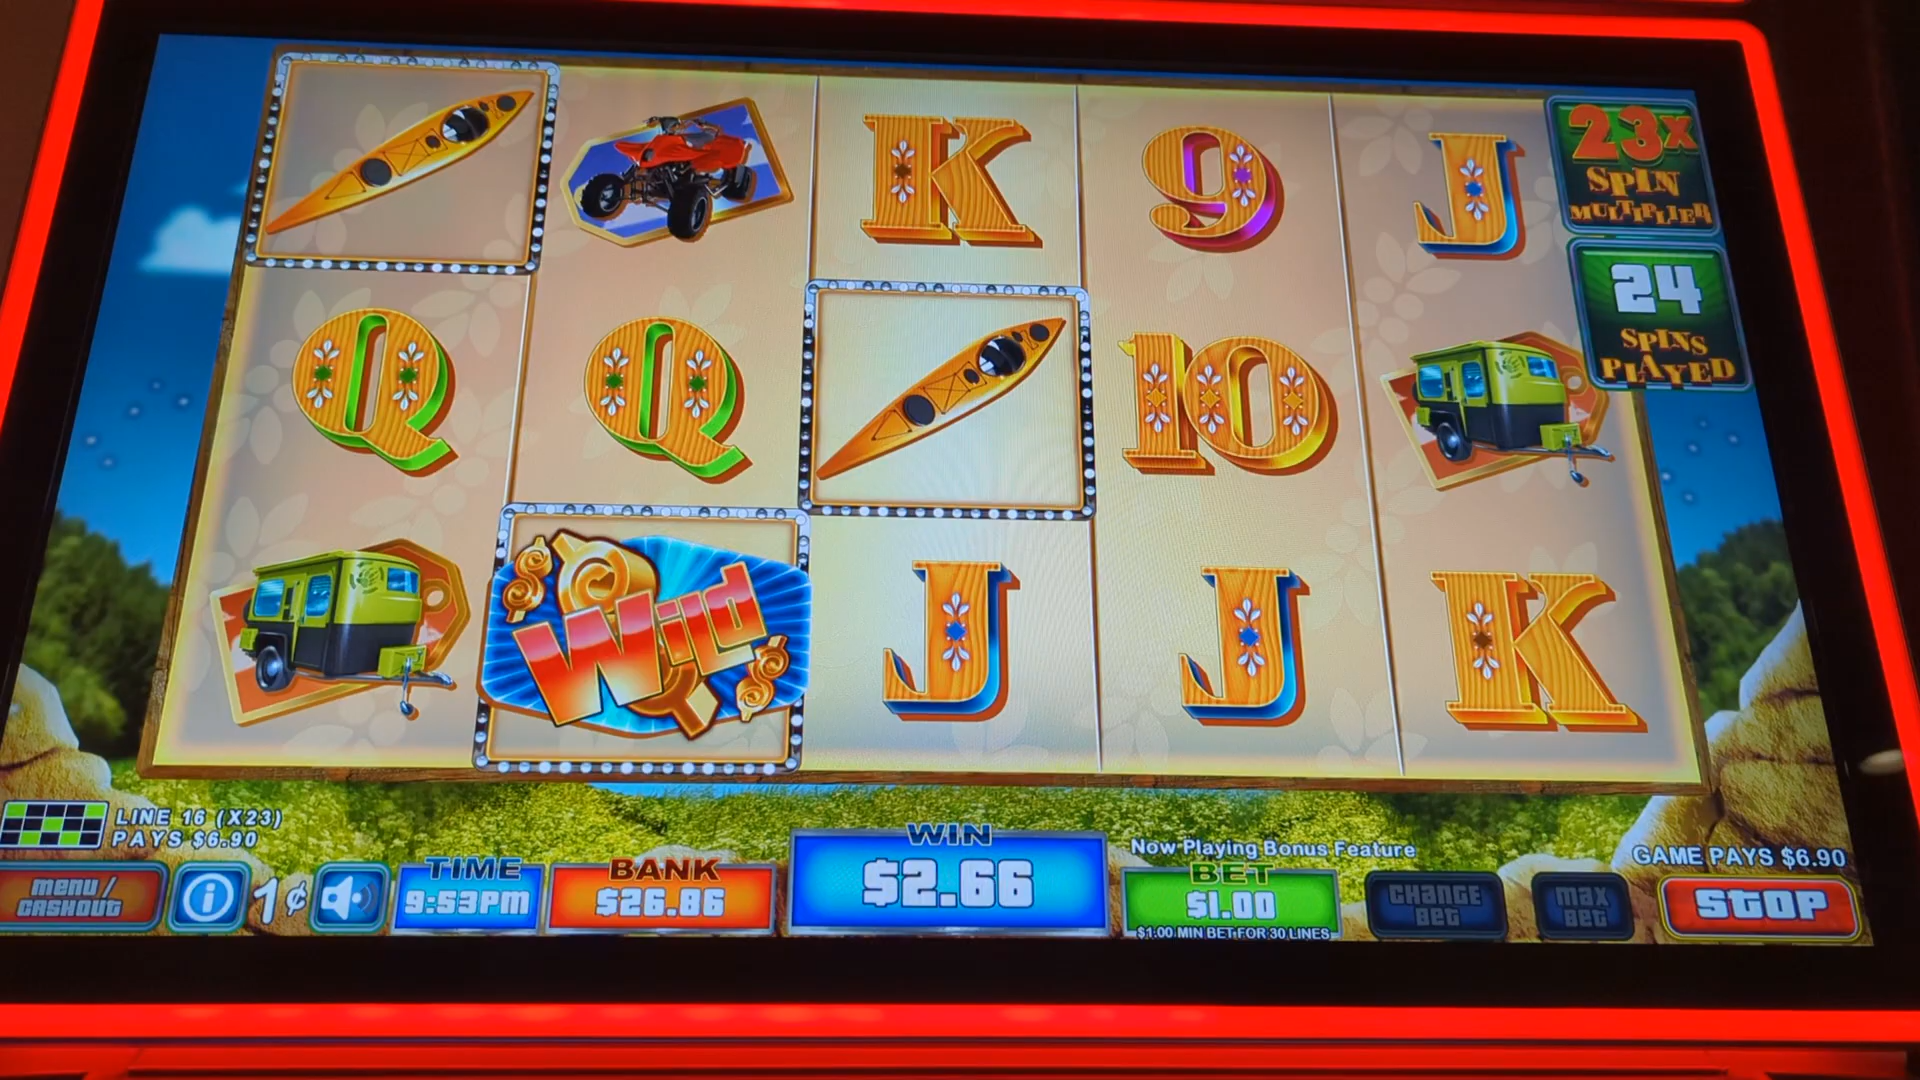 K
9
J
23X
SPIN
MULTIPLIER
24
SPINS
PLAYED
Q
Q
10
Wild
J
J
K
LINE 16 (X23)
PAYS $6.90
MENU /
CASHOUT
i
1¢
TIME
9:53PM
BANK
$26.86
WIN
$2.66
Now Playing Bonus Feature
BET
$1.00
$1.00 MIN BET FOR 30 LINES
CHANGE
BET
MAX
BET
GAME PAYS $6.90
STOP